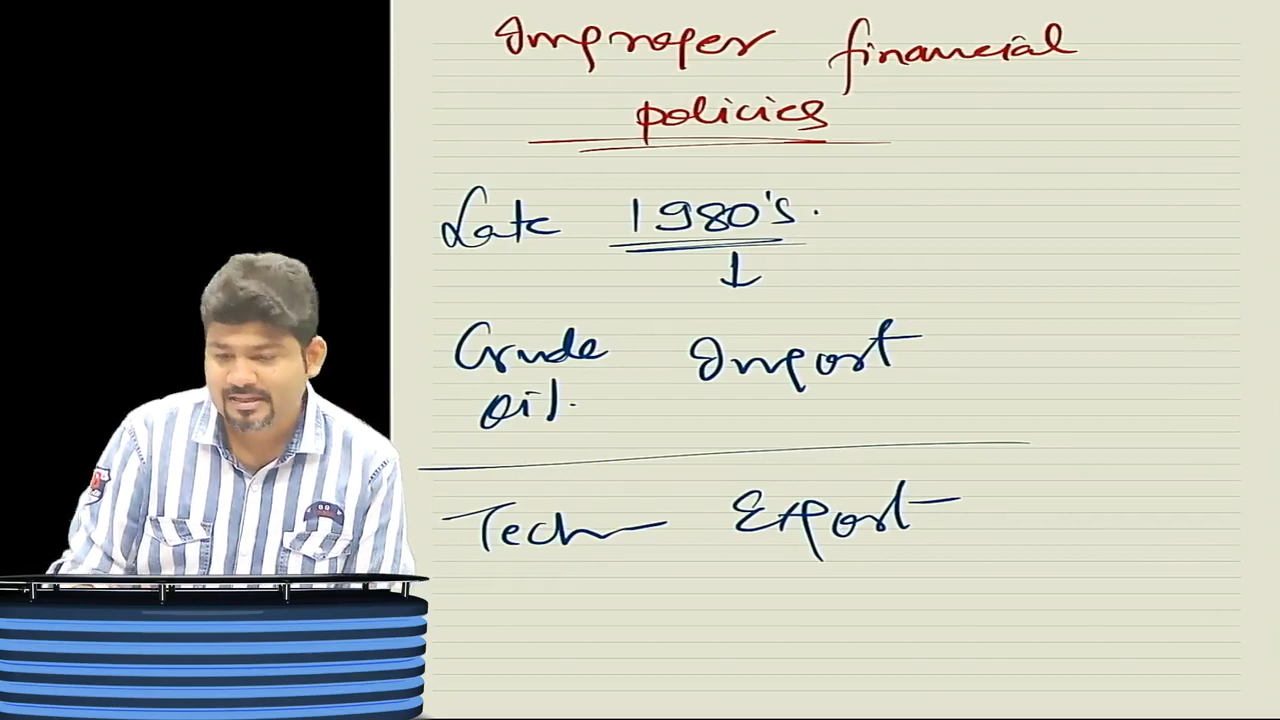 Improper financial
policies
Late 1980's.
Crude Import
oil.
Tech Export